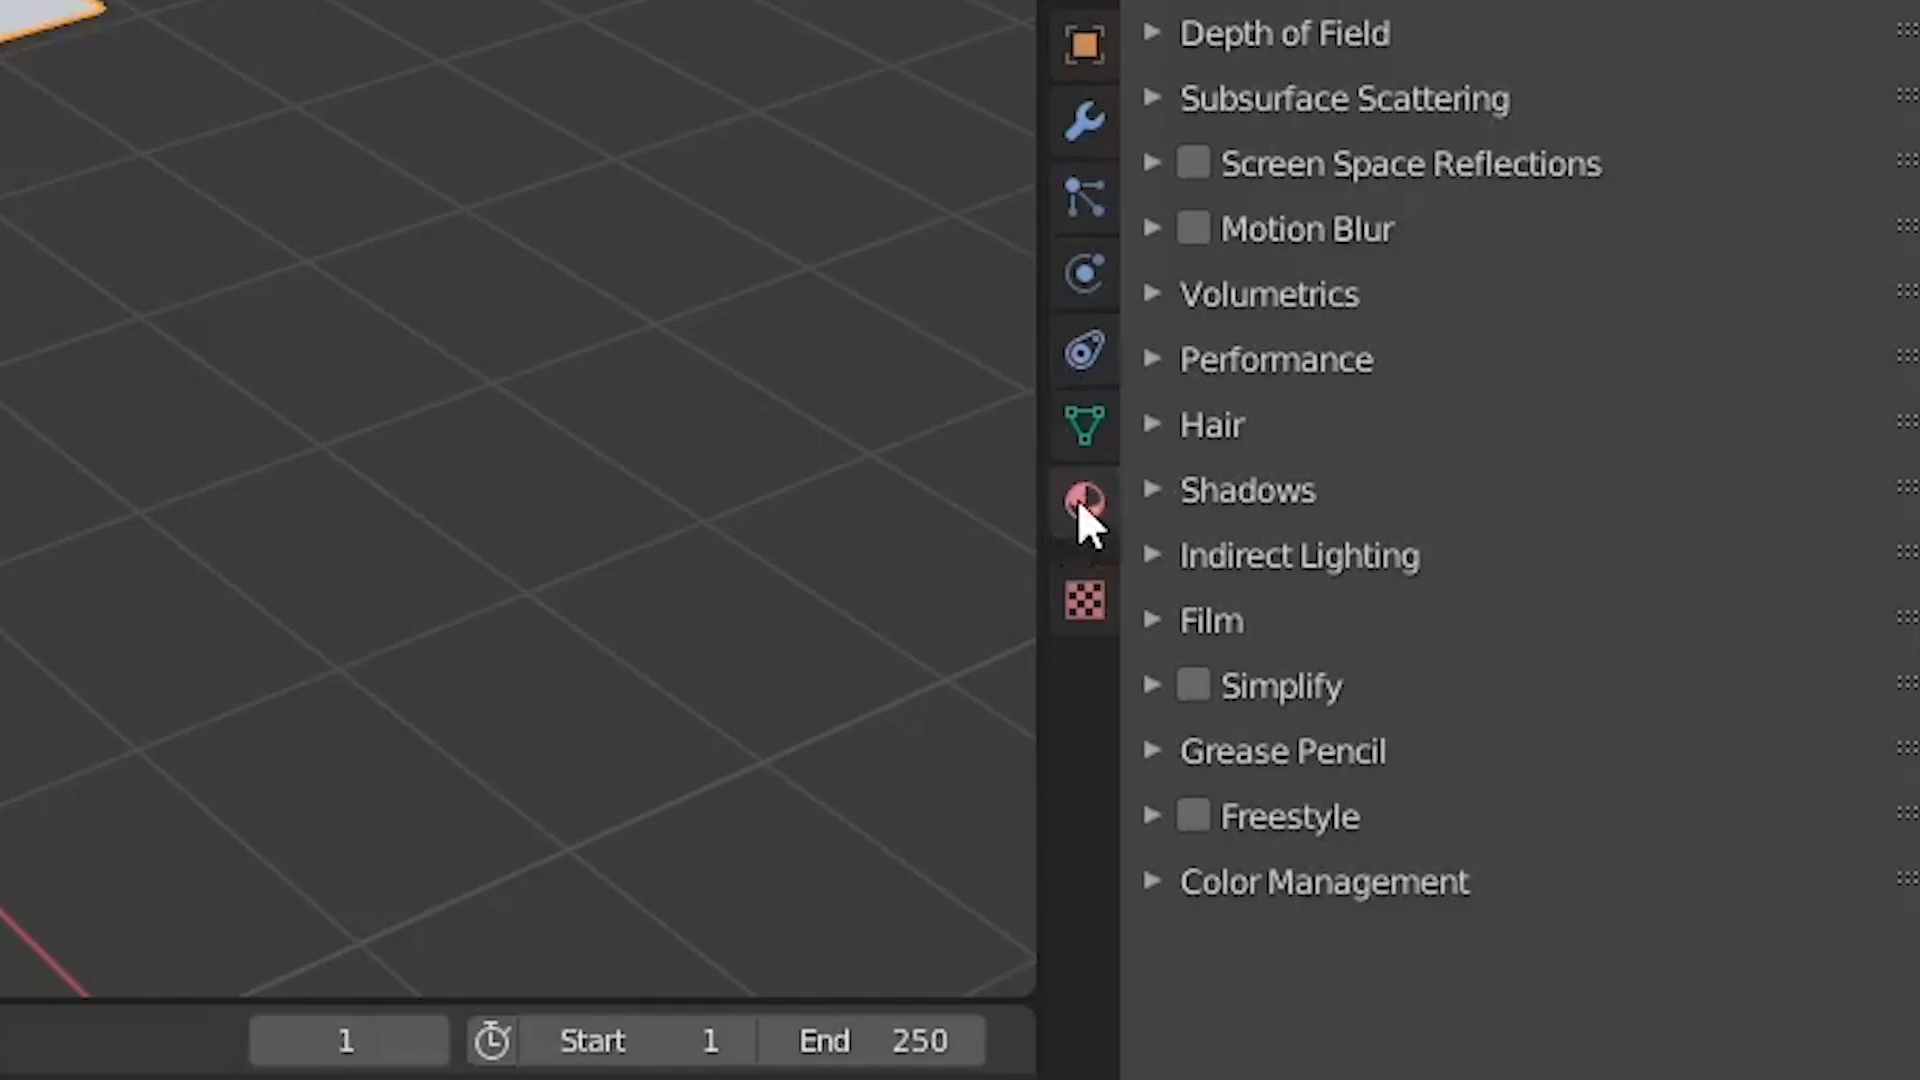 Depth of Field
Subsurface Scattering
Screen Space Reflections
Motion Blur
Volumetrics
Performance
Hair
Shadows
Indirect Lighting
Film
Simplify
Grease Pencil
Freestyle
Color Management
1 Start 1 End 250